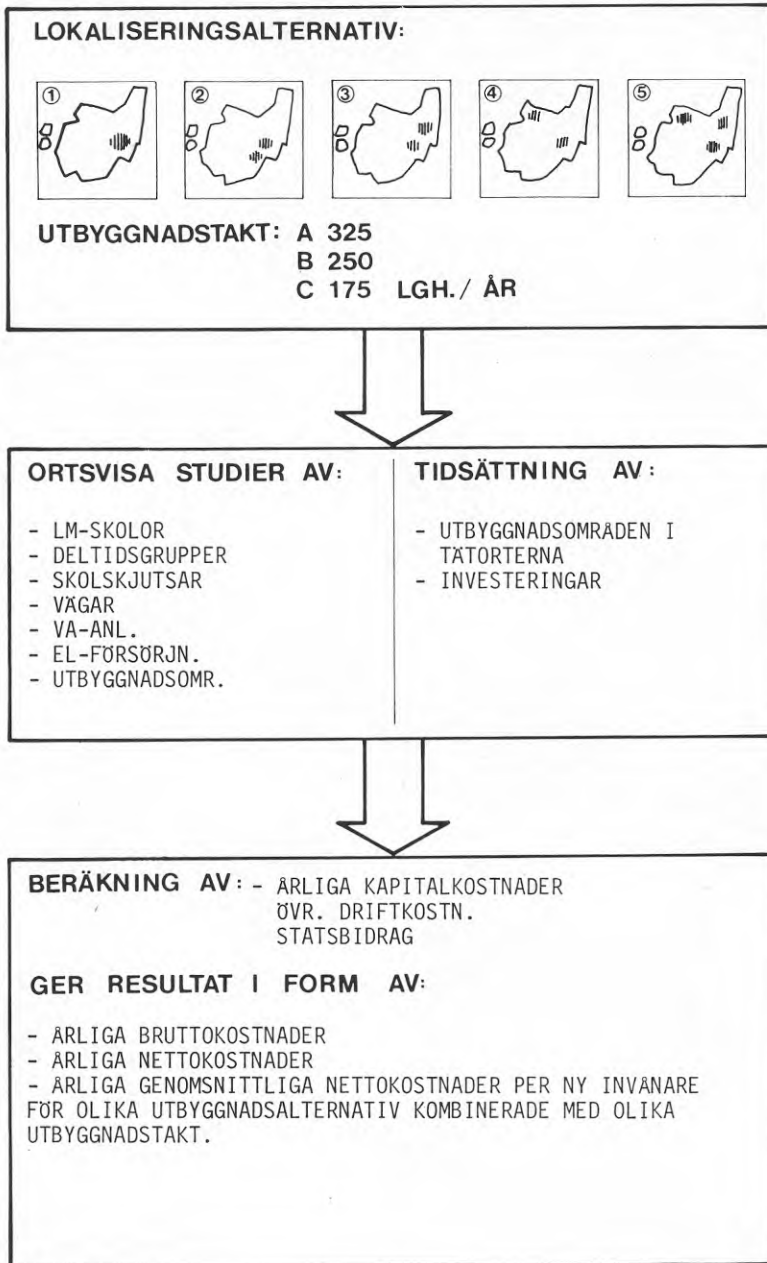 LOKALISERINGSALTERNATIV:
① ② ③ ④ ⑤
UTBYGGNADSTAKT: A 325
B 250
C 175 LGH./ ÅR
ORTSVISA STUDIER AV:
- LM-SKOLOR
- DELTIDSGRUPPER
- SKOLSKJUTSAR
- VÄGAR
- VA-ANL.
- EL-FÖRSÖRJN.
- UTBYGGNADSOMR.
TIDSÄTTNING AV:
- UTBYGGNADSOMRÅDEN I
TÄTORTERNA
- INVESTERINGAR
BERÄKNING AV: - ÅRLIGA KAPITALKOSTNADER
ÖVR. DRIFTKOSTN.
STATSBIDRAG
GER RESULTAT I FORM AV:
- ÅRLIGA BRUTTOKOSTNADER
- ÅRLIGA NETTOKOSTNADER
- ÅRLIGA GENOMSNITTLIGA NETTOKOSTNADER PER NY INVÅNARE
FÖR OLIKA UTBYGGNADSALTERNATIV KOMBINERADE MED OLIKA
UTBYGGNADSTAKT.